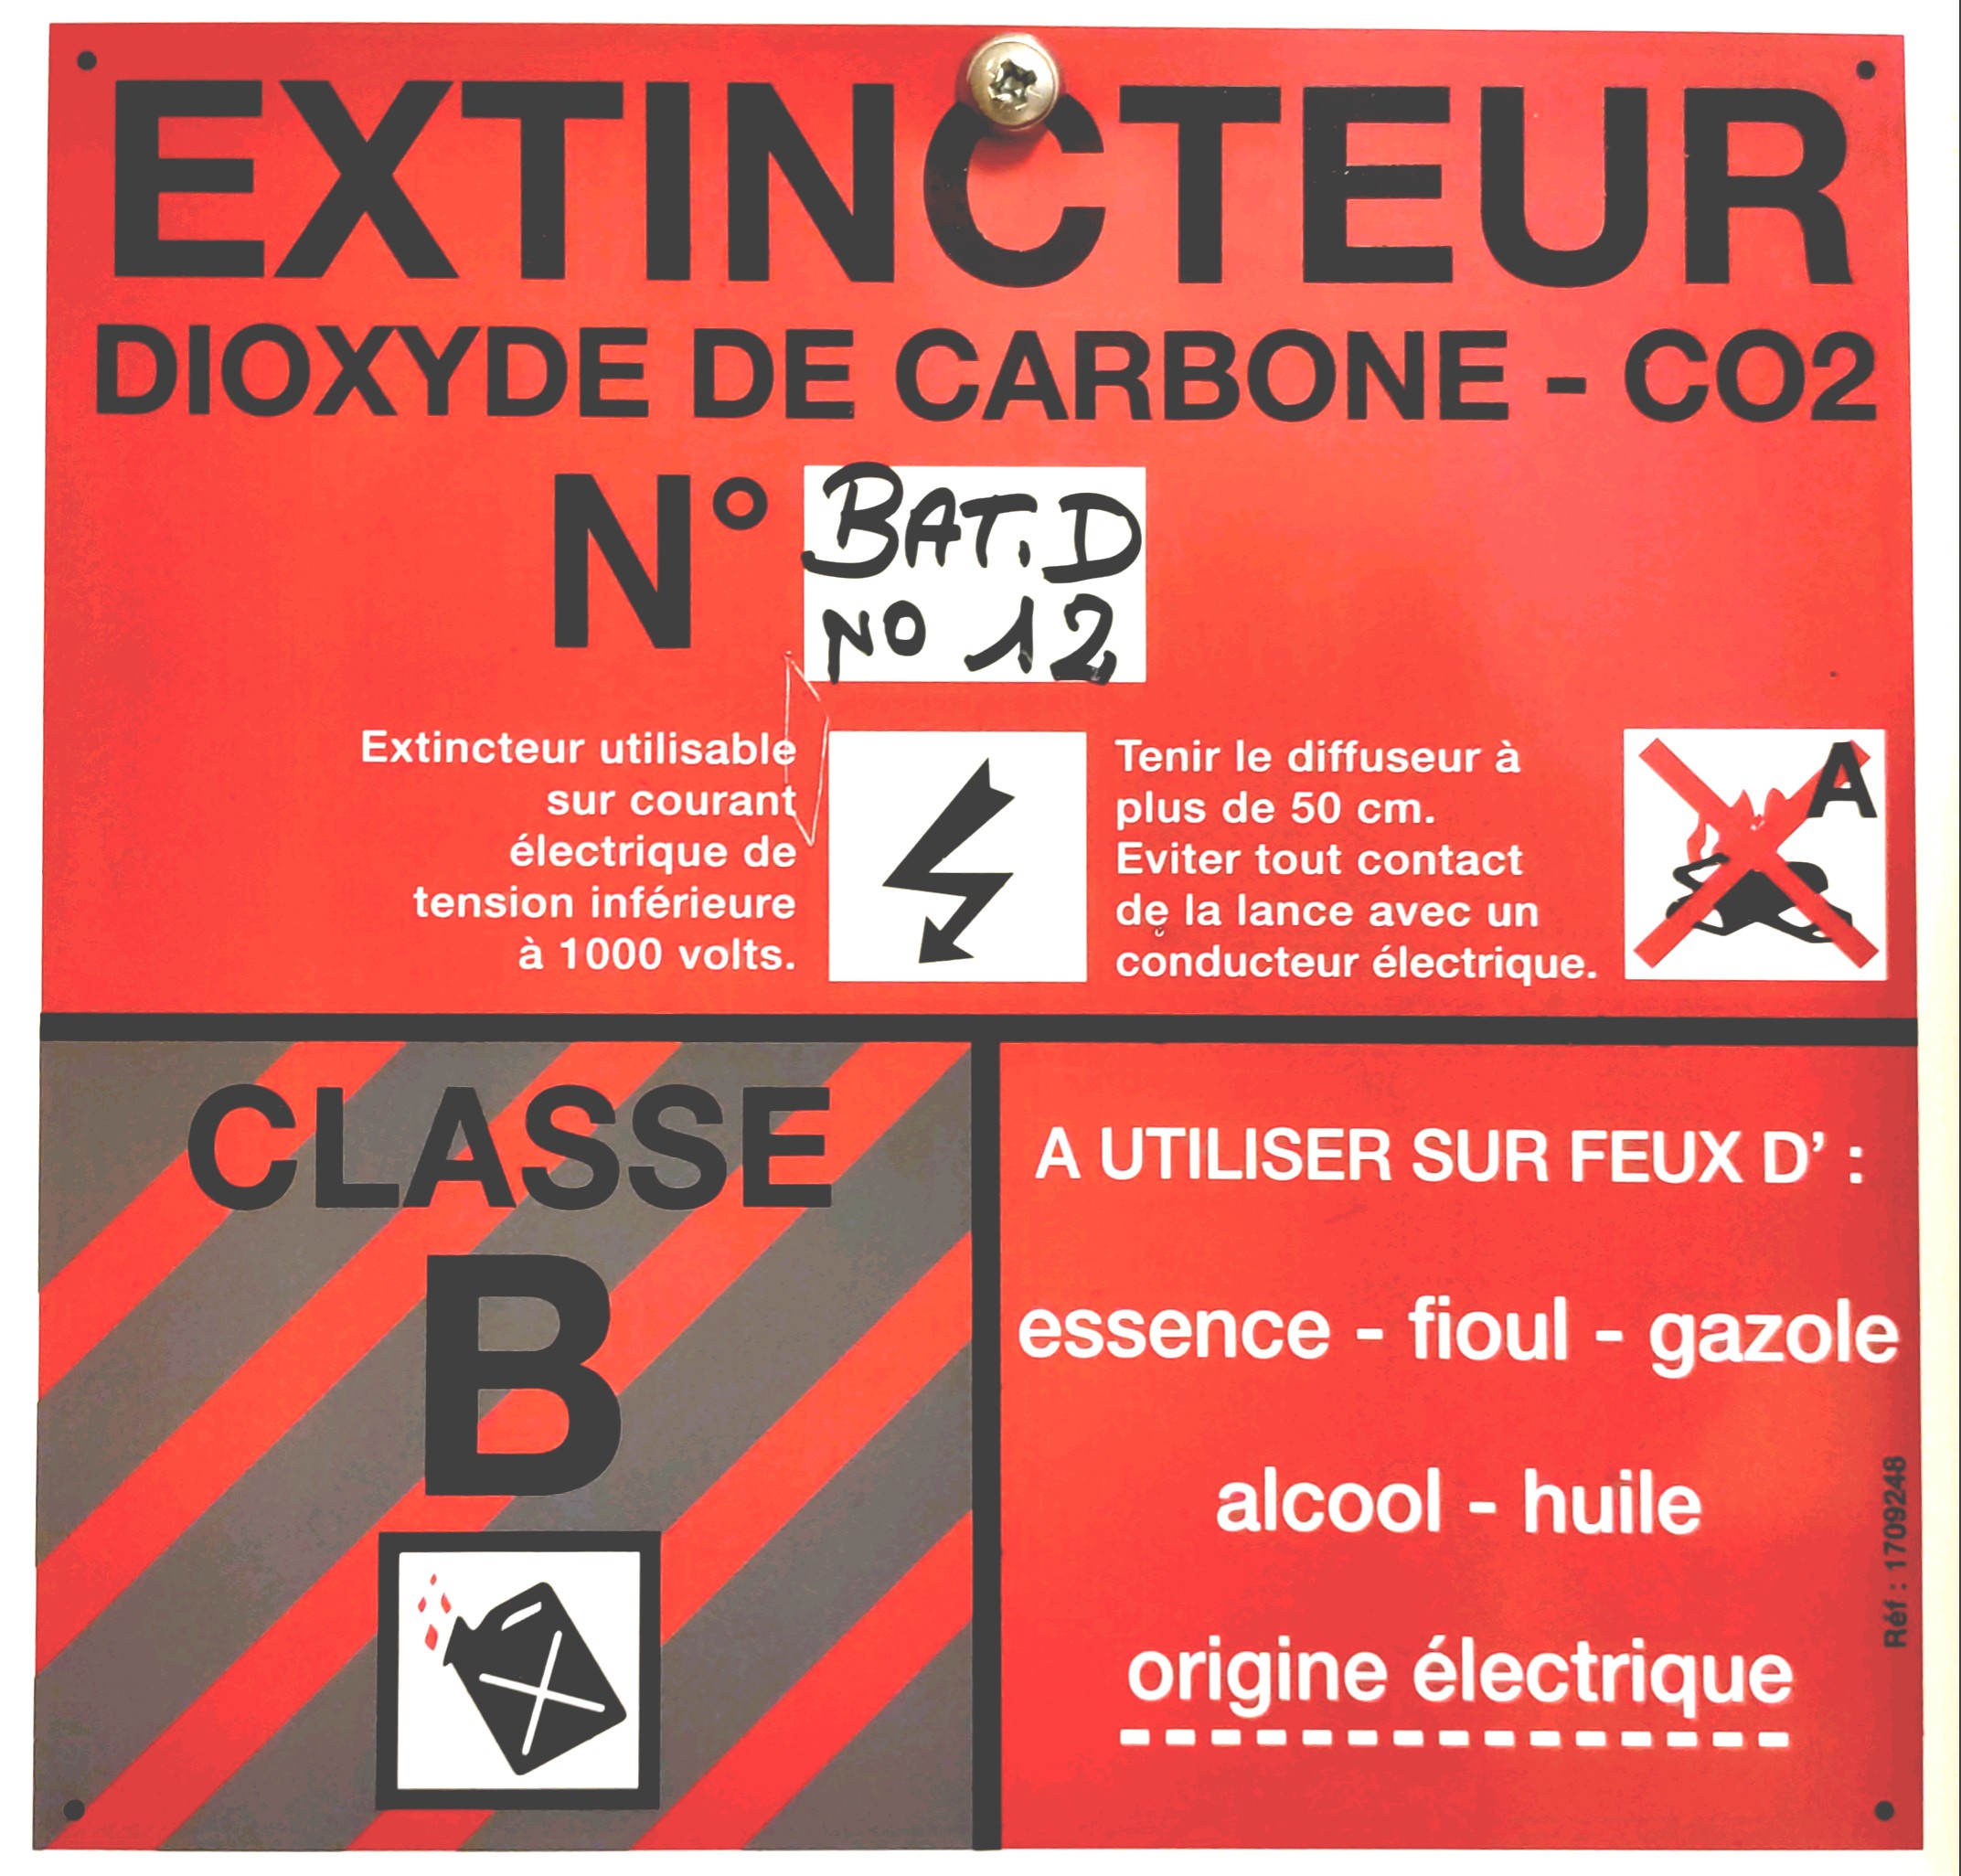 EXTINCTEUR
DIOXYDE DE CARBONE - CO2
N°
BAT. D
NO 12
Extincteur utilisable
sur courant
électrique de
tension inférieure
à 1000 volts.
Tenir le diffuseur à
plus de 50 cm.
Eviter tout contact
de la lance avec un
conducteur électrique.
A
CLASSE
B
A UTILISER SUR FEUX D' :
essence - fioul - gazole
alcool - huile
origine électrique
Réf : 1709248